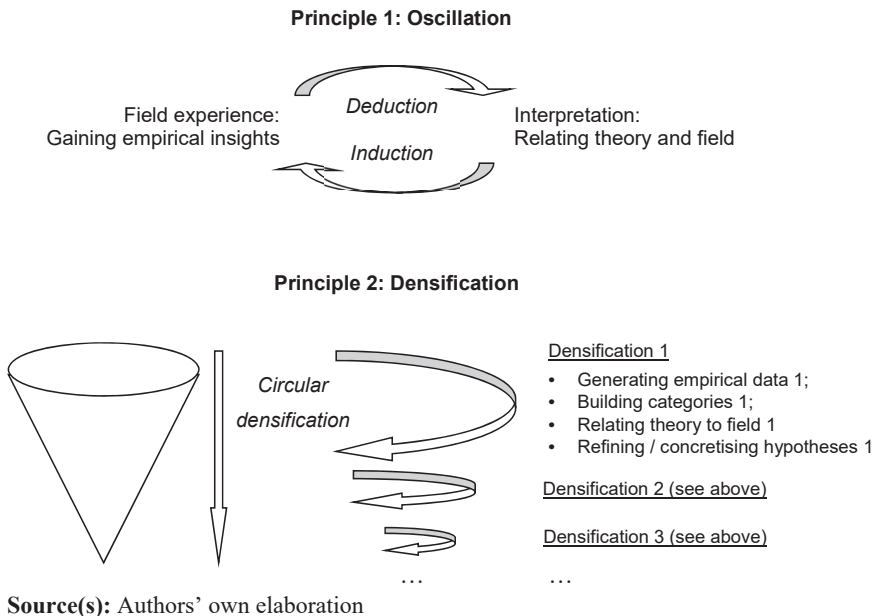 Principle 1: Oscillation
Field experience:
Gaining empirical insights
Deduction
Induction
Interpretation:
Relating theory and field
Principle 2: Densification
Circular
densification
Densification 1
• Generating empirical data 1;
• Building categories 1;
• Relating theory to field 1
• Refining / concretising hypotheses 1
Densification 2 (see above)
Densification 3 (see above)
… …
Source(s): Authors’ own elaboration